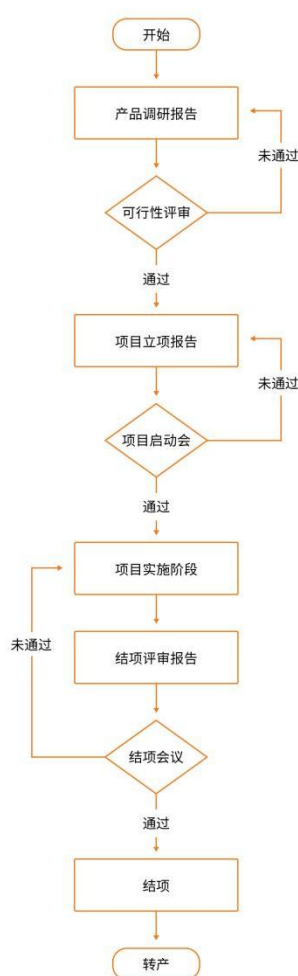 开始
产品调研报告
未通过
可行性评审
通过
项目立项报告
未通过
项目启动会
通过
项目实施阶段
未通过
结项评审报告
结项会议
通过
结项
转产